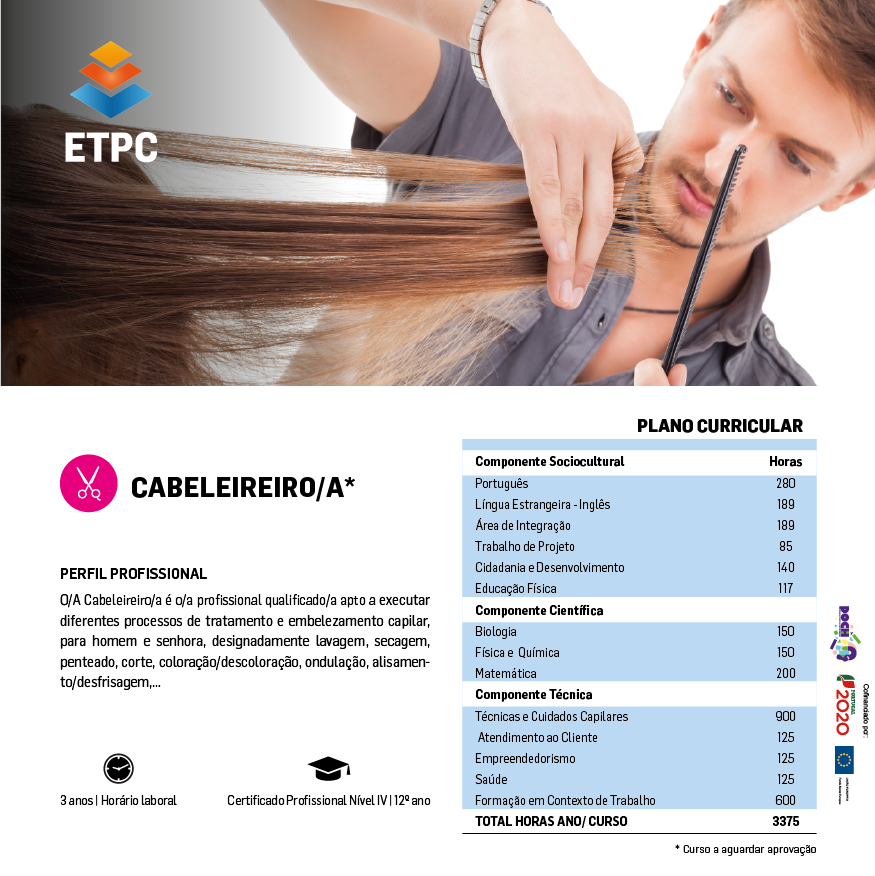 ETPC
CABELEIREIRO/A*
PERFIL PROFISSIONAL
O/A Cabeleireiro/a é o/a profissional qualificado/a apto a executar
diferentes processos de tratamento e embelezamento capilar,
para homem e senhora, designadamente lavagem, secagem,
penteado, corte, coloração/descoloração, ondulação, alisamen-
to/desfrisagem,...
3 anos | Horário laboral
Certificado Profissional Nível IV | 12º ano
PLANO CURRICULAR
Componente Sociocultural Horas
Português 280
Língua Estrangeira - Inglês 189
Área de Integração 189
Trabalho de Projeto 85
Cidadania e Desenvolvimento 140
Educação Física 117
Componente Científica
Biologia 150
Física e Química 150
Matemática 200
Componente Técnica
Técnicas e Cuidados Capilares 900
Atendimento ao Cliente 125
Empreendedorismo 125
Saúde 125
Formação em Contexto de Trabalho 600
TOTAL HORAS ANO/ CURSO 3375
* Curso a aguardar aprovação
Cofinanciado por:
POCH
PORTUGAL
2020